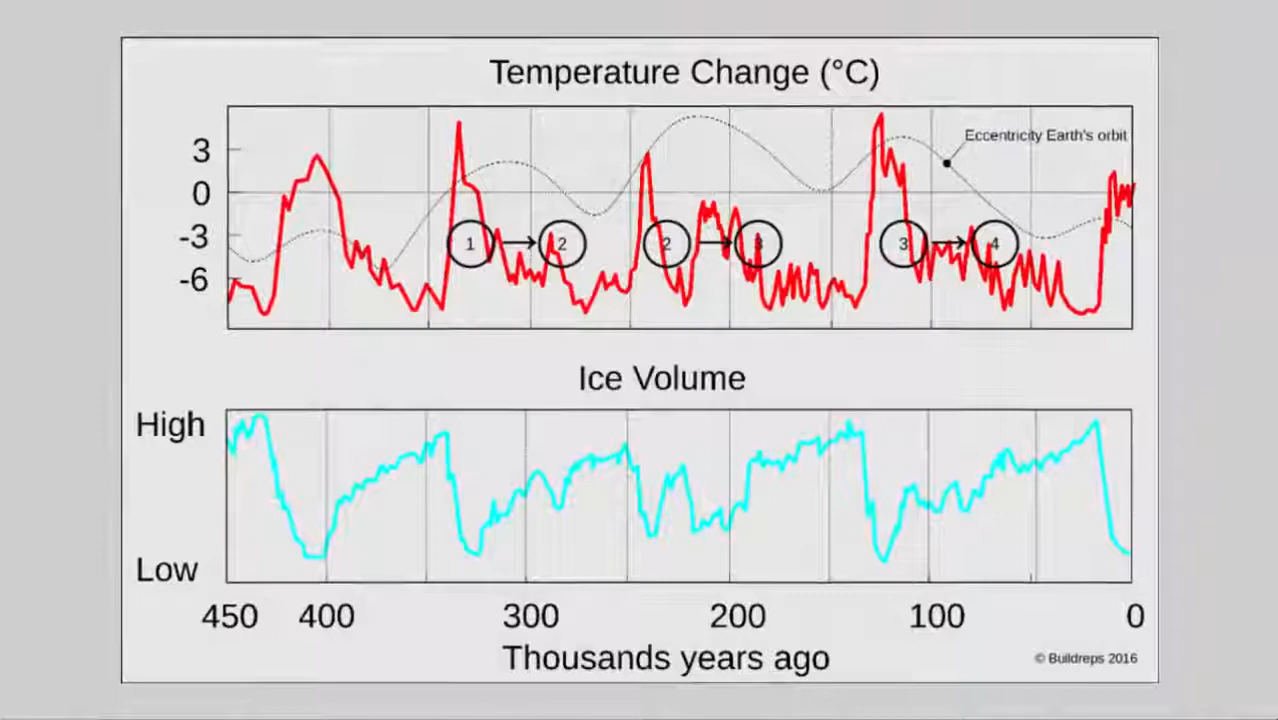 Temperature Change (°C)
Eccentricity Earth's orbit
3
0
-3
-6
1
2
2
3
3
4
Ice Volume
High
Low
450 400 300 200 100 0
Thousands years ago
© Buildreps 2016